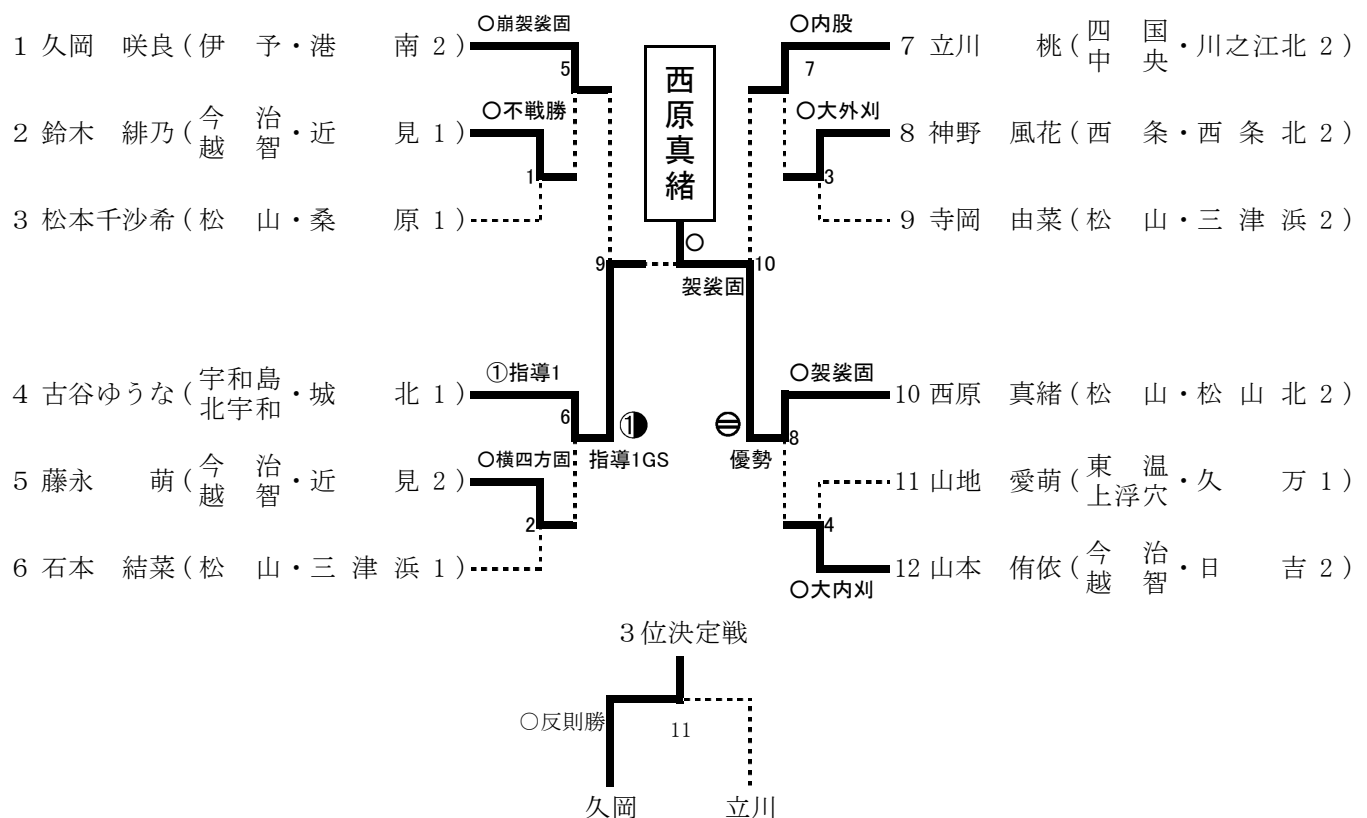 1 久岡 咲良(伊 予・港 南 2)
○崩袈裟固
5
2 鈴木 緋乃(今治越智・近 見 1)
○不戦勝
1
3 松本千沙希(松 山・桑 原 1)
9
4 古谷ゆうな(宇和島北宇和・城 北 1)
①指導1
6
指導1GS
5 藤永 萌(今治越智・近 見 2)
○横四方固
2
6 石本 結菜(松 山・三 津 浜 1)
西原真緒
○
袈裟固
○内股
7 立川 桃(四国中央・川之江北 2)
7
○大外刈
8 神野 風花(西 条・西 条 北 2)
3
9 寺岡 由菜(松 山・三 津 浜 2)
10
○袈裟固
10 西原 真緒(松 山・松 山 北 2)
8
優勢
11 山地 愛萌(東温上浮穴・久 万 1)
4
12 山本 侑依(今治越智・日 吉 2)
○大内刈
3位決定戦
○反則勝
11
久岡 立川